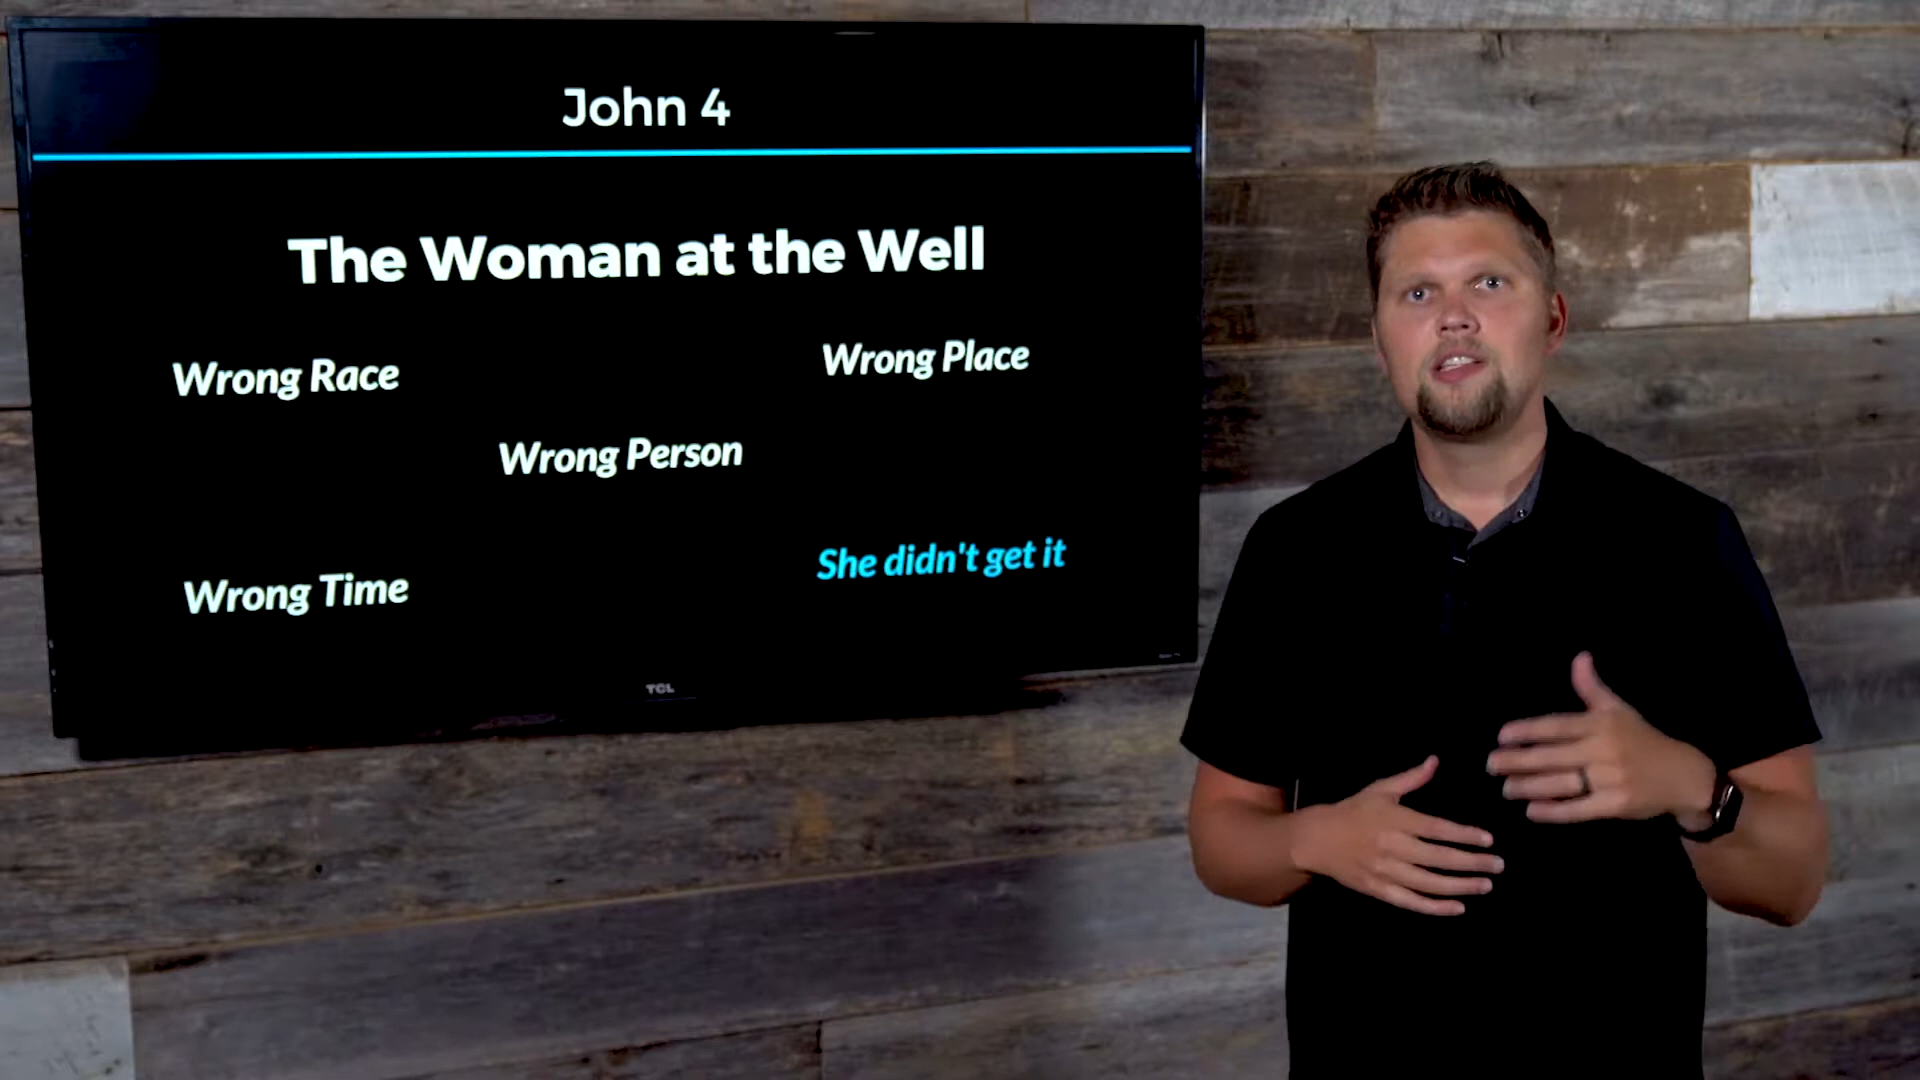 John 4
The Woman at the Well
Wrong Race
Wrong Place
Wrong Person
She didn't get it
Wrong Time
TCL